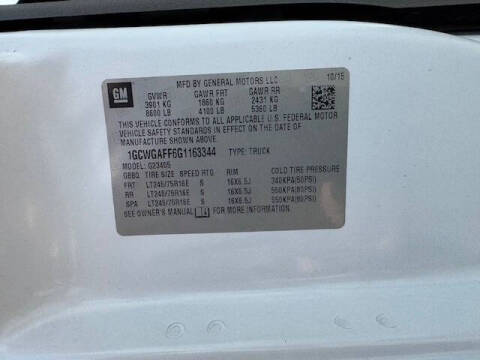 GM
MFD BY GENERAL MOTORS LLC
10/15
GVWR GAWR FRT GAWR RR
3901 KG 1860 KG 2431 KG
8600 LB 4100 LB 5360 LB
THIS VEHICLE CONFORMS TO ALL APPLICABLE U.S. FEDERAL MOTOR
VEHICLE SAFETY STANDARDS IN EFFECT ON THE DATE OF
MANUFACTURE SHOWN ABOVE.
1GCWGAFF6G1163344 TYPE: TRUCK
MODEL: G23405
TIRE SIZE SPEED RTG RIM COLD TIRE PRESSURE
FRT LT245/75R16E S 16X6.5J 340KPA(50PSI)
RR LT245/75R16E S 16X6.5J 550KPA(80PSI)
SPA LT245/75R16E S 16X6.5J 550KPA(80PSI)
SEE OWNER'S MANUAL FOR MORE INFORMATION.